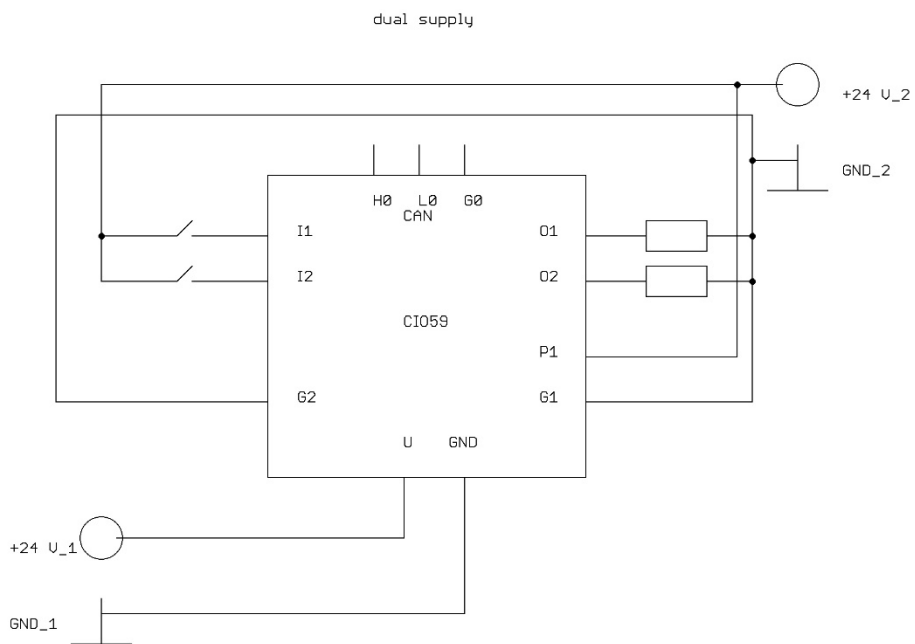 dual supply
+24 V_2
GND_2
H0 L0 G0
CAN
I1 O1
I2 O2
CIO59
P1
G2 G1
U GND
+24 V_1
GND_1